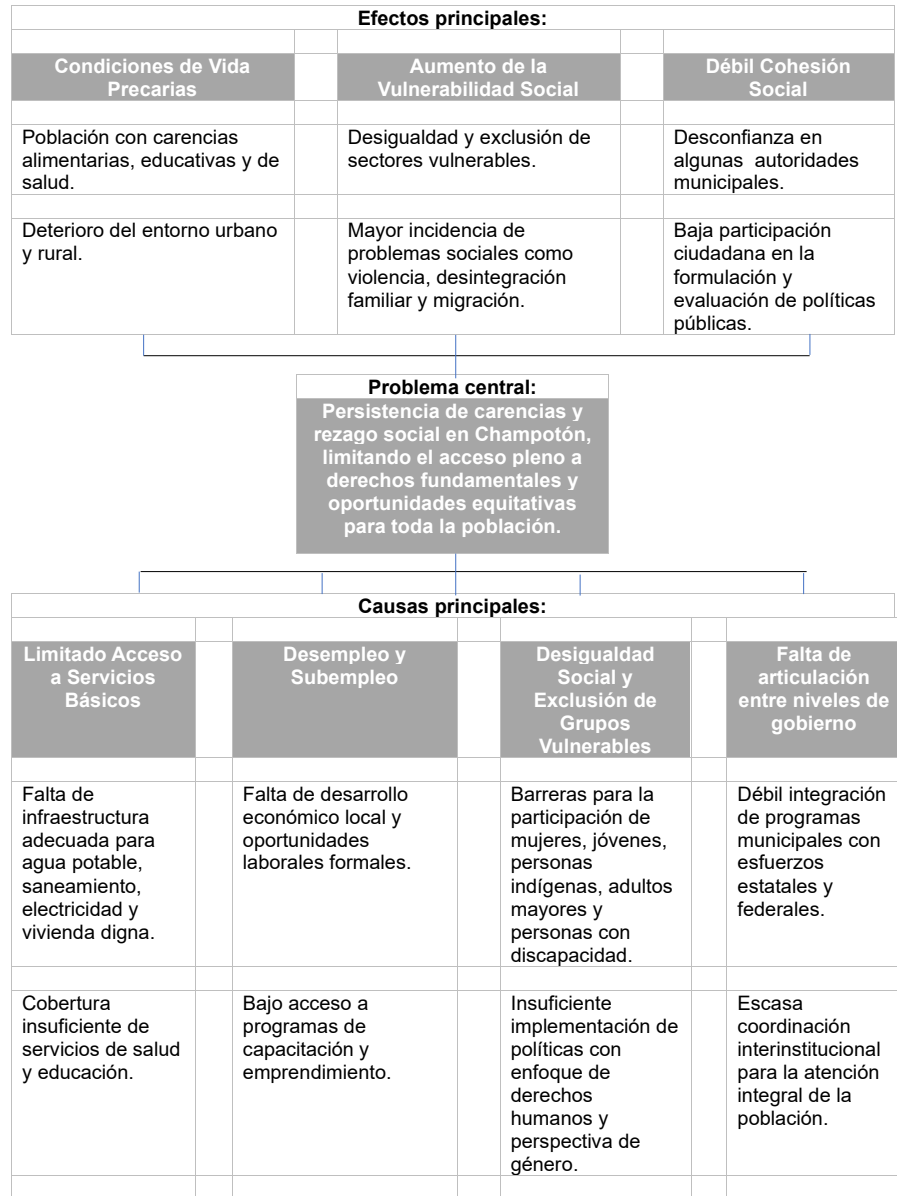 Efectos principales:
Condiciones de Vida
Precarias
Aumento de la
Vulnerabilidad Social
Débil Cohesión
Social
Población con carencias
alimentarias, educativas y de
salud.
Desigualdad y exclusión de
sectores vulnerables.
Desconfianza en
algunas autoridades
municipales.
Deterioro del entorno urbano
y rural.
Mayor incidencia de
problemas sociales como
violencia, desintegración
familiar y migración.
Baja participación
ciudadana en la
formulación y
evaluación de políticas
públicas.
Problema central:
Persistencia de carencias y
rezago social en Champotón,
limitando el acceso pleno a
derechos fundamentales y
oportunidades equitativas
para toda la población.
Causas principales:
Limitado Acceso
a Servicios
Básicos
Desempleo y
Subempleo
Desigualdad
Social y
Exclusión de
Grupos
Vulnerables
Falta de
articulación
entre niveles de
gobierno
Falta de
infraestructura
adecuada para
agua potable,
saneamiento,
electricidad y
vivienda digna.
Falta de desarrollo
económico local y
oportunidades
laborales formales.
Barreras para la
participación de
mujeres, jóvenes,
personas
indígenas, adultos
mayores y
personas con
discapacidad.
Débil integración
de programas
municipales con
esfuerzos
estatales y
federales.
Cobertura
insuficiente de
servicios de salud
y educación.
Bajo acceso a
programas de
capacitación y
emprendimiento.
Insuficiente
implementación de
políticas con
enfoque de
derechos
humanos y
perspectiva de
género.
Escasa
coordinación
interinstitucional
para la atención
integral de la
población.